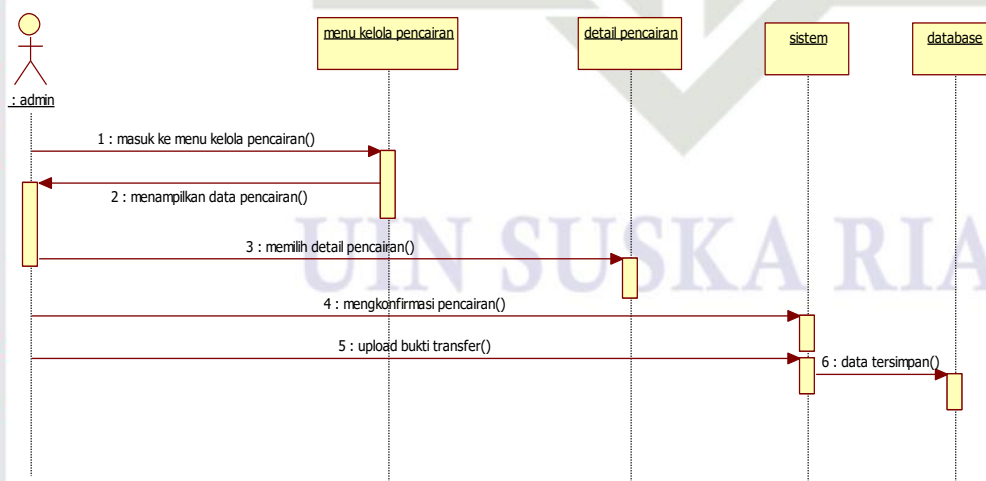 : admin
menu kelola pencairan
detail pencairan
sistem
database
1 : masuk ke menu kelola pencairan()
2 : menampilkan data pencairan()
3 : memilih detail pencairan()
4 : mengkonfirmasi pencairan()
5 : upload bukti transfer()
6 : data tersimpan()
UIN SUSKA RIA